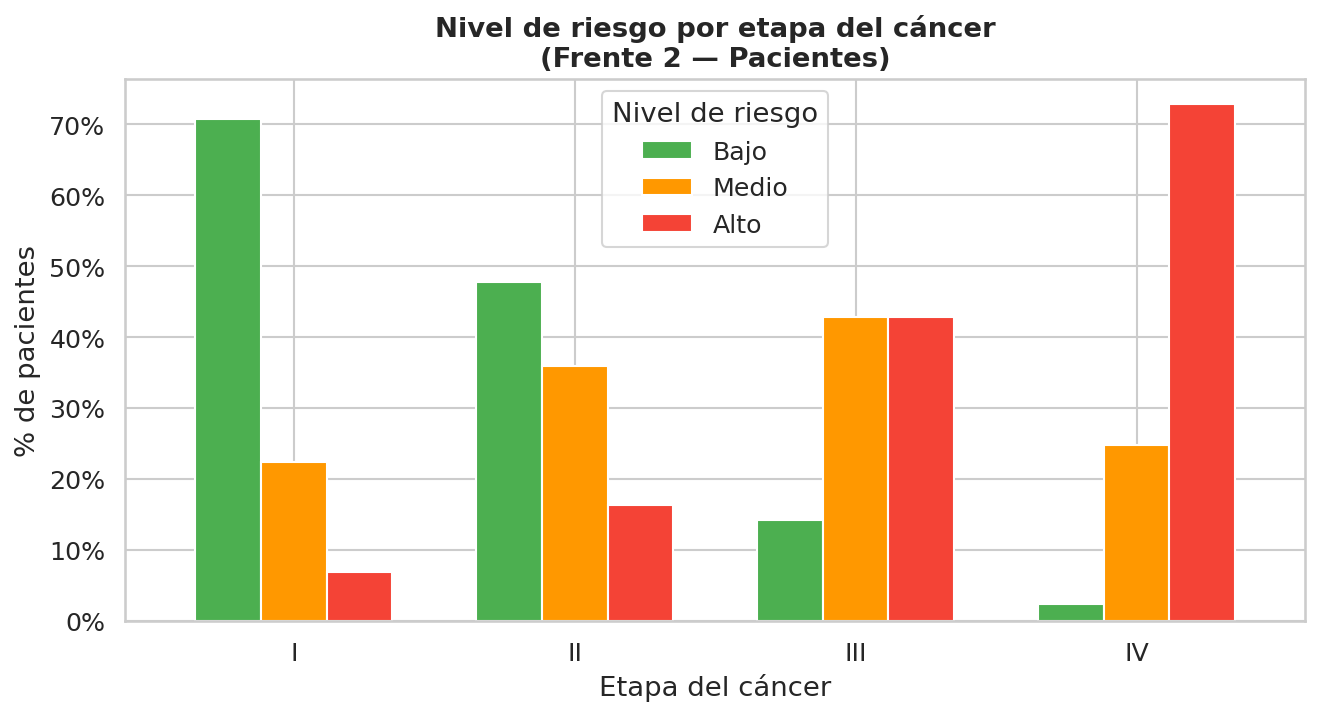 Nivel de riesgo por etapa del cáncer
(Frente 2 — Pacientes)
Nivel de riesgo
Bajo
Medio
Alto
% de pacientes
70%
60%
50%
40%
30%
20%
10%
0%
I
II
III
IV
Etapa del cáncer